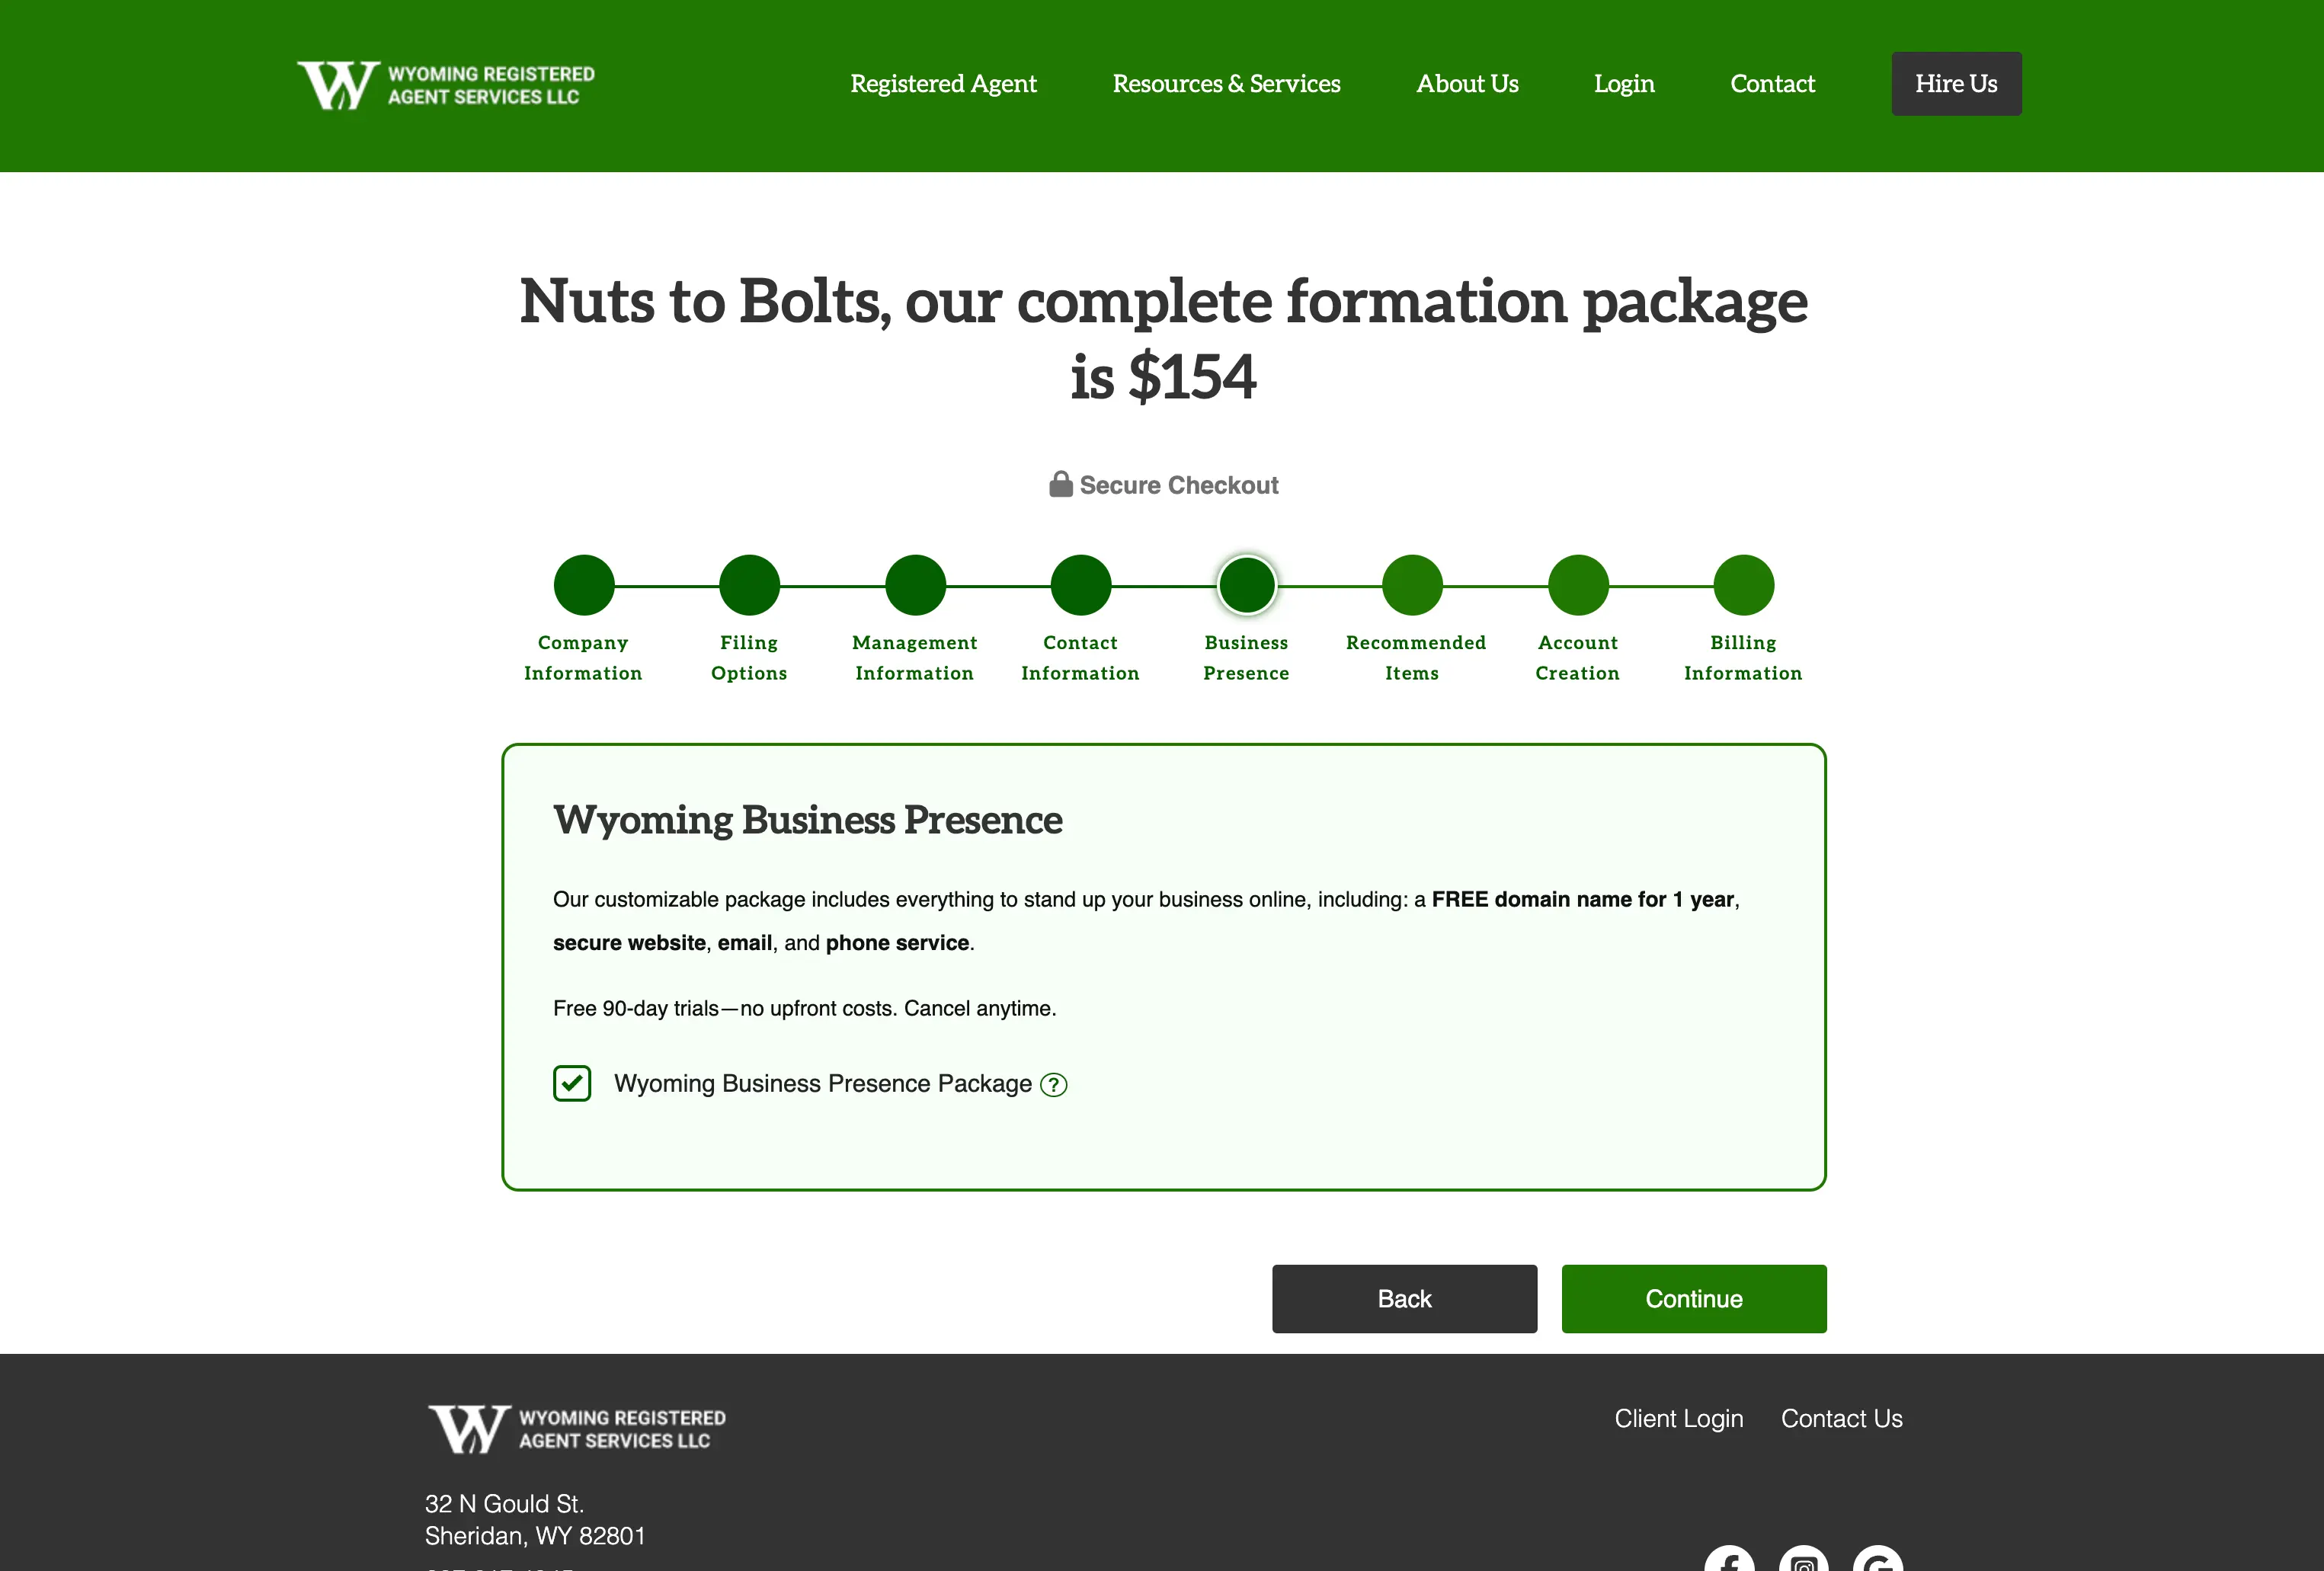 WYOMING REGISTERED
AGENT SERVICES LLC
Registered Agent
Resources & Services
About Us
Login
Contact
Hire Us
Nuts to Bolts, our complete formation package
is $154
Secure Checkout
Company
Information
Filing
Options
Management
Information
Contact
Information
Business
Presence
Recommended
Items
Account
Creation
Billing
Information
Wyoming Business Presence
Our customizable package includes everything to stand up your business online, including: a FREE domain name for 1 year,
secure website, email, and phone service.
Free 90-day trials—no upfront costs. Cancel anytime.
Wyoming Business Presence Package ?
Back
Continue
WYOMING REGISTERED
AGENT SERVICES LLC
Client Login
Contact Us
32 N Gould St.
Sheridan, WY 82801